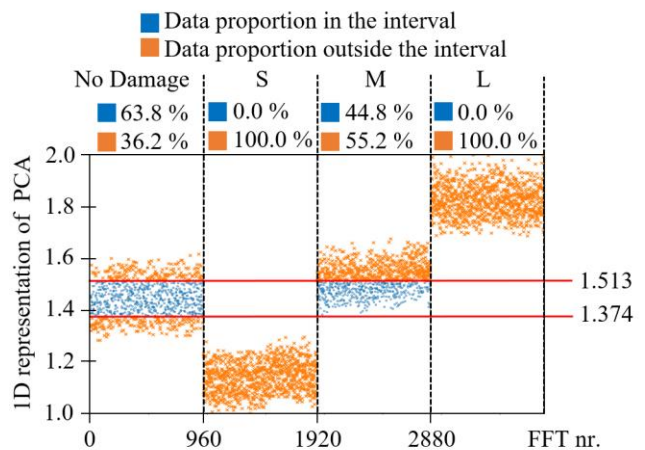 Data proportion in the interval
Data proportion outside the interval
No Damage S M L
63.8 % 0.0 % 44.8 % 0.0 %
36.2 % 100.0 % 55.2 % 100.0 %
1D representation of PCA
2.0
1.8
1.6
1.513
1.4
1.374
1.2
1.0
0 960 1920 2880 FFT nr.